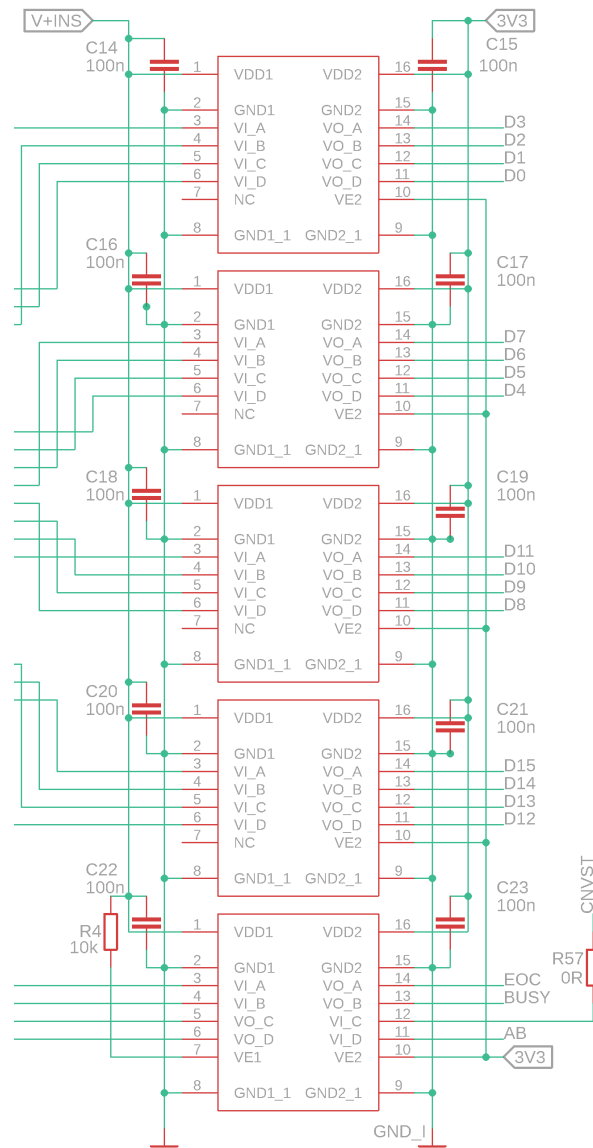 V+INS 3V3
C14 C15
100n 100n
1 VDD1 VDD2 16
2 GND1 GND2 15
3 VI_A VO_A 14 D3
4 VI_B VO_B 13 D2
5 VI_C VO_C 12 D1
6 VI_D VO_D 11 D0
7 NC VE2 10
8 GND1_1 GND2_1 9
C16 C17
100n 100n
1 VDD1 VDD2 16
2 GND1 GND2 15
3 VI_A VO_A 14 D7
4 VI_B VO_B 13 D6
5 VI_C VO_C 12 D5
6 VI_D VO_D 11 D4
7 NC VE2 10
8 GND1_1 GND2_1 9
C18 C19
100n 100n
1 VDD1 VDD2 16
2 GND1 GND2 15
3 VI_A VO_A 14 D11
4 VI_B VO_B 13 D10
5 VI_C VO_C 12 D9
6 VI_D VO_D 11 D8
7 NC VE2 10
8 GND1_1 GND2_1 9
C20 C21
100n 100n
1 VDD1 VDD2 16
2 GND1 GND2 15
3 VI_A VO_A 14 D15
4 VI_B VO_B 13 D14
5 VI_C VO_C 12 D13
6 VI_D VO_D 11 D12
7 NC VE2 10
8 GND1_1 GND2_1 9
C22 C23
100n 100n
CNVST
R4
10k
1 VDD1 VDD2 16
2 GND1 GND2 15
R57
0R
3 VI_A VO_A 14 EOC
4 VI_B VO_B 13 BUSY
5 VO_C VI_C 12
6 VO_D VI_D 11 AB
7 VE1 VE2 10 3V3
8 GND1_1 GND2_1 9
GND_I